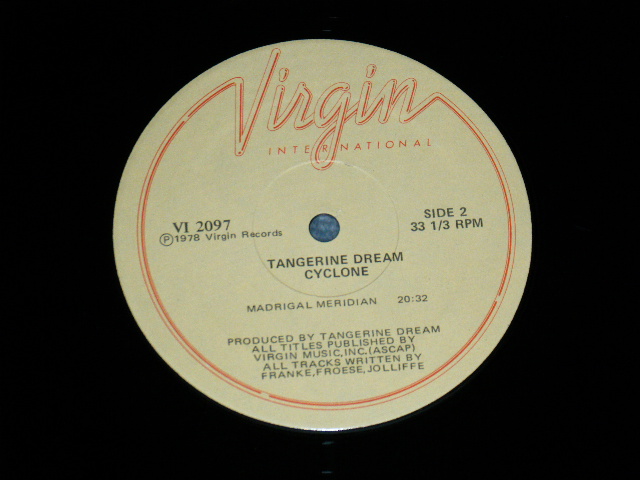 Virgin
INTERNATIONAL
VI 2097
℗1978 Virgin Records
SIDE 2
33 1/3 RPM
TANGERINE DREAM
CYCLONE
MADRIGAL MERIDIAN 20:32
PRODUCED BY TANGERINE DREAM
ALL TITLES PUBLISHED BY
VIRGIN MUSIC,INC.(ASCAP)
ALL TRACKS WRITTEN BY
FRANKE,FROESE,JOLLIFFE